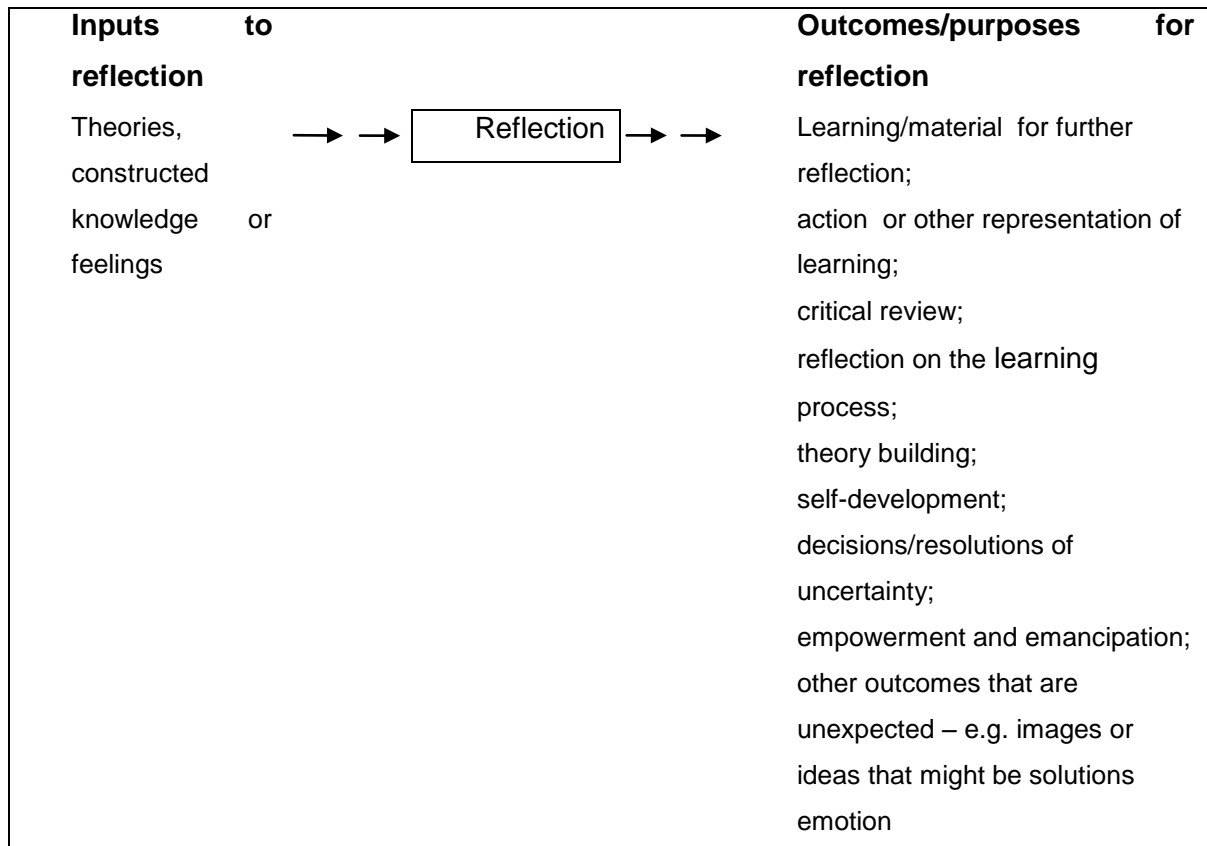 Inputs to
reflection
Theories,
constructed
knowledge or
feelings
Reflection
Outcomes/purposes for
reflection
Learning/material for further
reflection;
action or other representation of
learning;
critical review;
reflection on the learning
process;
theory building;
self-development;
decisions/resolutions of
uncertainty;
empowerment and emancipation;
other outcomes that are
unexpected – e.g. images or
ideas that might be solutions
emotion